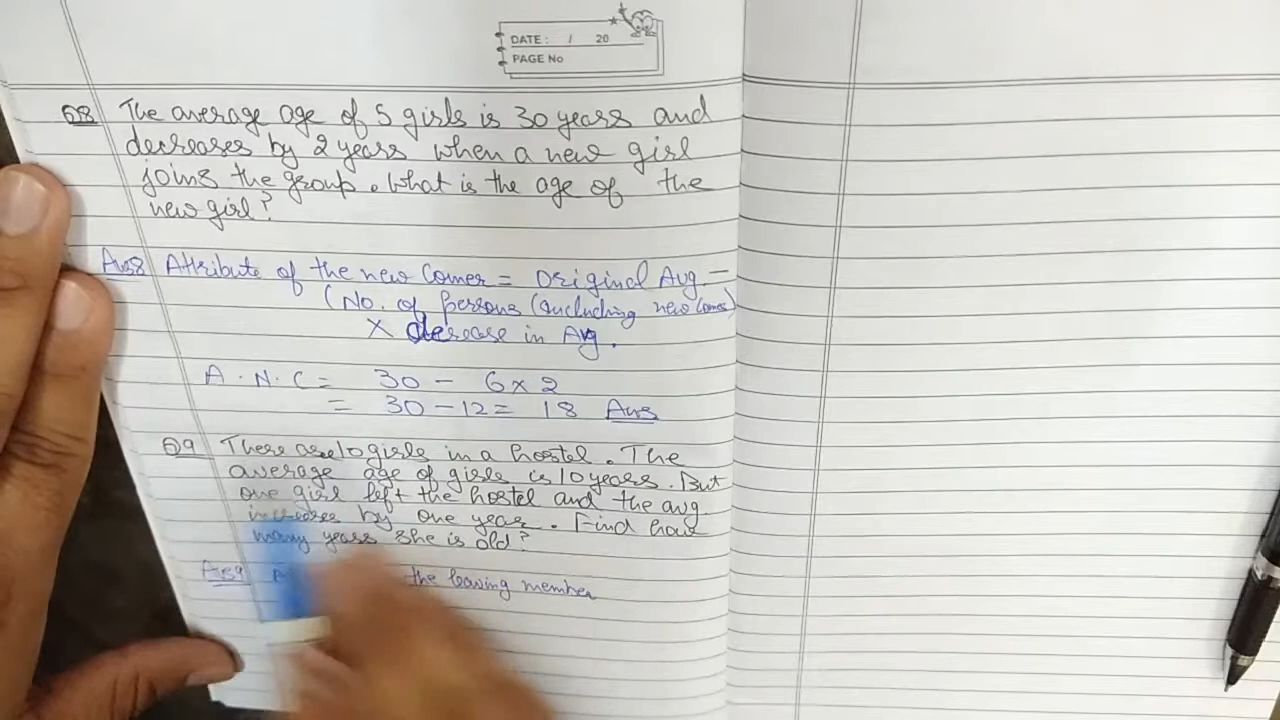 DATE: / 20
PAGE No
Q8 The average age of 5 girls is 30 years and
decreases by 2 years when a new girl
joins the group. What is the age of the
new girl?
Ans8 Attribute of the new Comer = Original Avg -
(No. of Persons (including new Comer)
X decrease in Avg.
A.N.C = 30 - 6x2
= 30-12 = 18 Ans
Q9 There are 10 girls in a hostel. The
average age of girls is 10 years. But
one girl left the hostel and the avg
increases by one year. Find how
many years she is old?
Ans9 the leaving member